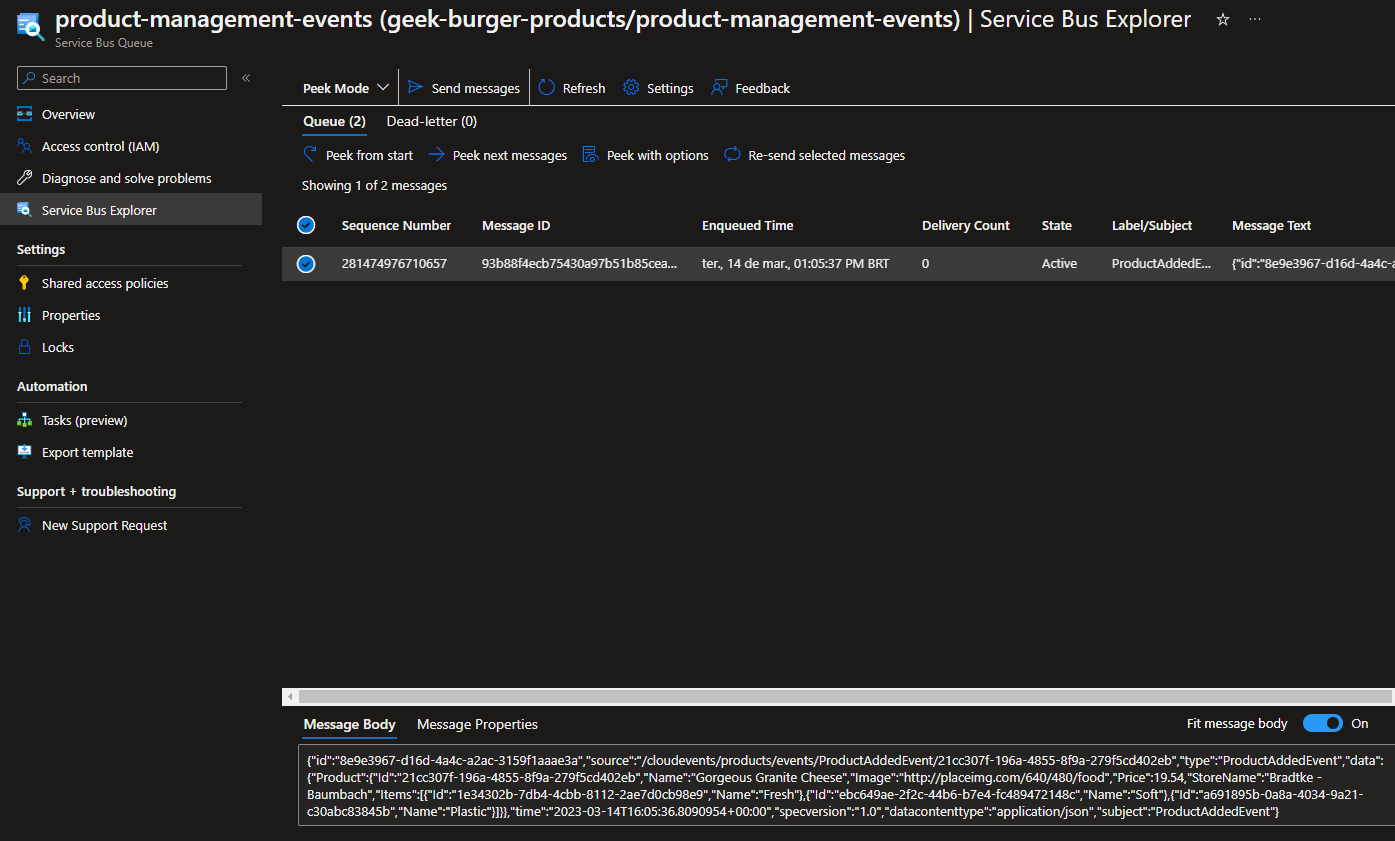 product-management-events (geek-burger-products/product-management-events) | Service Bus Explorer
Service Bus Queue
Search
Overview
Access control (IAM)
Diagnose and solve problems
Service Bus Explorer
Settings
Shared access policies
Properties
Locks
Automation
Tasks (preview)
Export template
Support + troubleshooting
New Support Request
Peek Mode Send messages Refresh Settings Feedback
Queue (2) Dead-letter (0)
Peek from start Peek next messages Peek with options Re-send selected messages
Showing 1 of 2 messages
Sequence Number Message ID Enqueued Time Delivery Count State Label/Subject Message Text
281474976710657 93b88f4ecb75430a97b51b85cea... ter., 14 de mar., 01:05:37 PM BRT 0 Active ProductAddedE... {"id":"8e9e3967-d16d-4a4c-a
Message Body Message Properties Fit message body On
{"id":"8e9e3967-d16d-4a4c-a2ac-3159f1aaae3a","source":"/cloudevents/products/events/ProductAddedEvent/21cc307f-196a-4855-8f9a-279f5cd402eb","type":"ProductAddedEvent","data":
{"Product":{"Id":"21cc307f-196a-4855-8f9a-279f5cd402eb","Name":"Gorgeous Granite Cheese","Image":"http://placeimg.com/640/480/food","Price":19.54,"StoreName":"Bradtke -
Baumbach","Items":[{"Id":"1e34302b-7db4-4cbb-8112-2ae7d0cb98e9","Name":"Fresh"},{"Id":"ebc649ae-2f2c-44b6-b7e4-fc489472148c","Name":"Soft"},{"Id":"a691895b-0a8a-4034-9a21-
c30abc83845b","Name":"Plastic"}]}},"time":"2023-03-14T16:05:36.8090954+00:00","specversion":"1.0","datacontenttype":"application/json","subject":"ProductAddedEvent"}